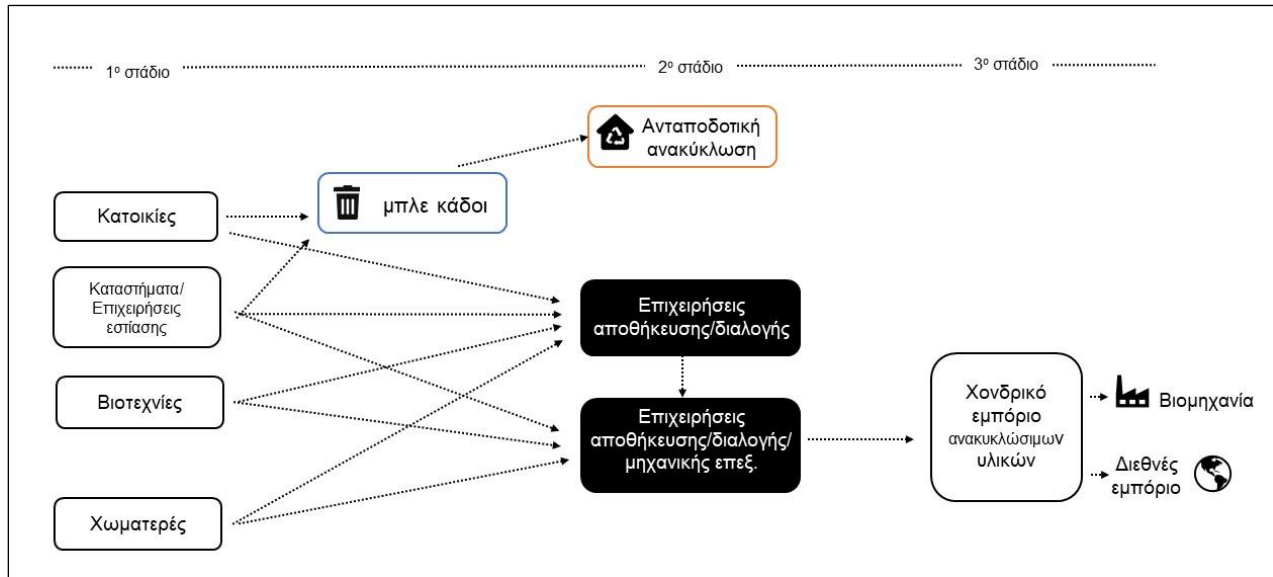 1ο στάδιο
2ο στάδιο
3ο στάδιο
Ανταποδοτική
ανακύκλωση
μπλε κάδοι
Κατοικίες
Καταστήματα/
Επιχειρήσεις
εστίασης
Βιοτεχνίες
Χωματερές
Επιχειρήσεις
αποθήκευσης/διαλογής
Επιχειρήσεις
αποθήκευσης/διαλογής/
μηχανικής επεξ.
Χονδρικό
εμπόριο
ανακυκλώσιμων
υλικών
Βιομηχανία
Διεθνές
εμπόριο